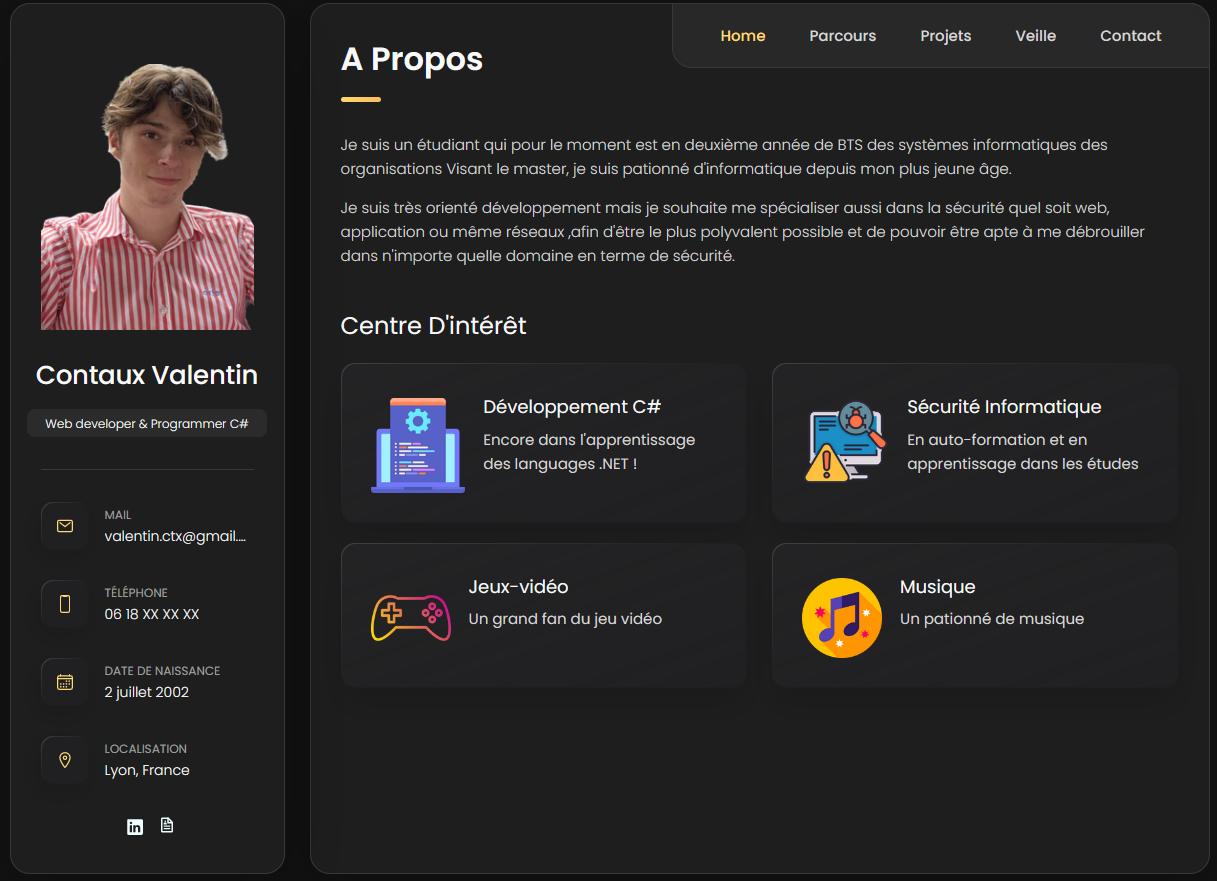 Contaux Valentin
Web developer & Programmer C#
MAIL
valentin.ctx@gmail....
TÉLÉPHONE
06 18 XX XX XX
DATE DE NAISSANCE
2 juillet 2002
LOCALISATION
Lyon, France
in
Home
Parcours
Projets
Veille
Contact
A Propos
Je suis un étudiant qui pour le moment est en deuxième année de BTS des systèmes informatiques des
organisations Visant le master, je suis pationné d'informatique depuis mon plus jeune âge.
Je suis très orienté développement mais je souhaite me spécialiser aussi dans la sécurité quel soit web,
application ou même réseaux ,afin d'être le plus polyvalent possible et de pouvoir être apte à me débrouiller
dans n'importe quelle domaine en terme de sécurité.
Centre D'intérêt
Développement C#
Encore dans l'apprentissage
des languages .NET !
Sécurité Informatique
En auto-formation et en
apprentissage dans les études
Jeux-vidéo
Un grand fan du jeu vidéo
Musique
Un pationné de musique